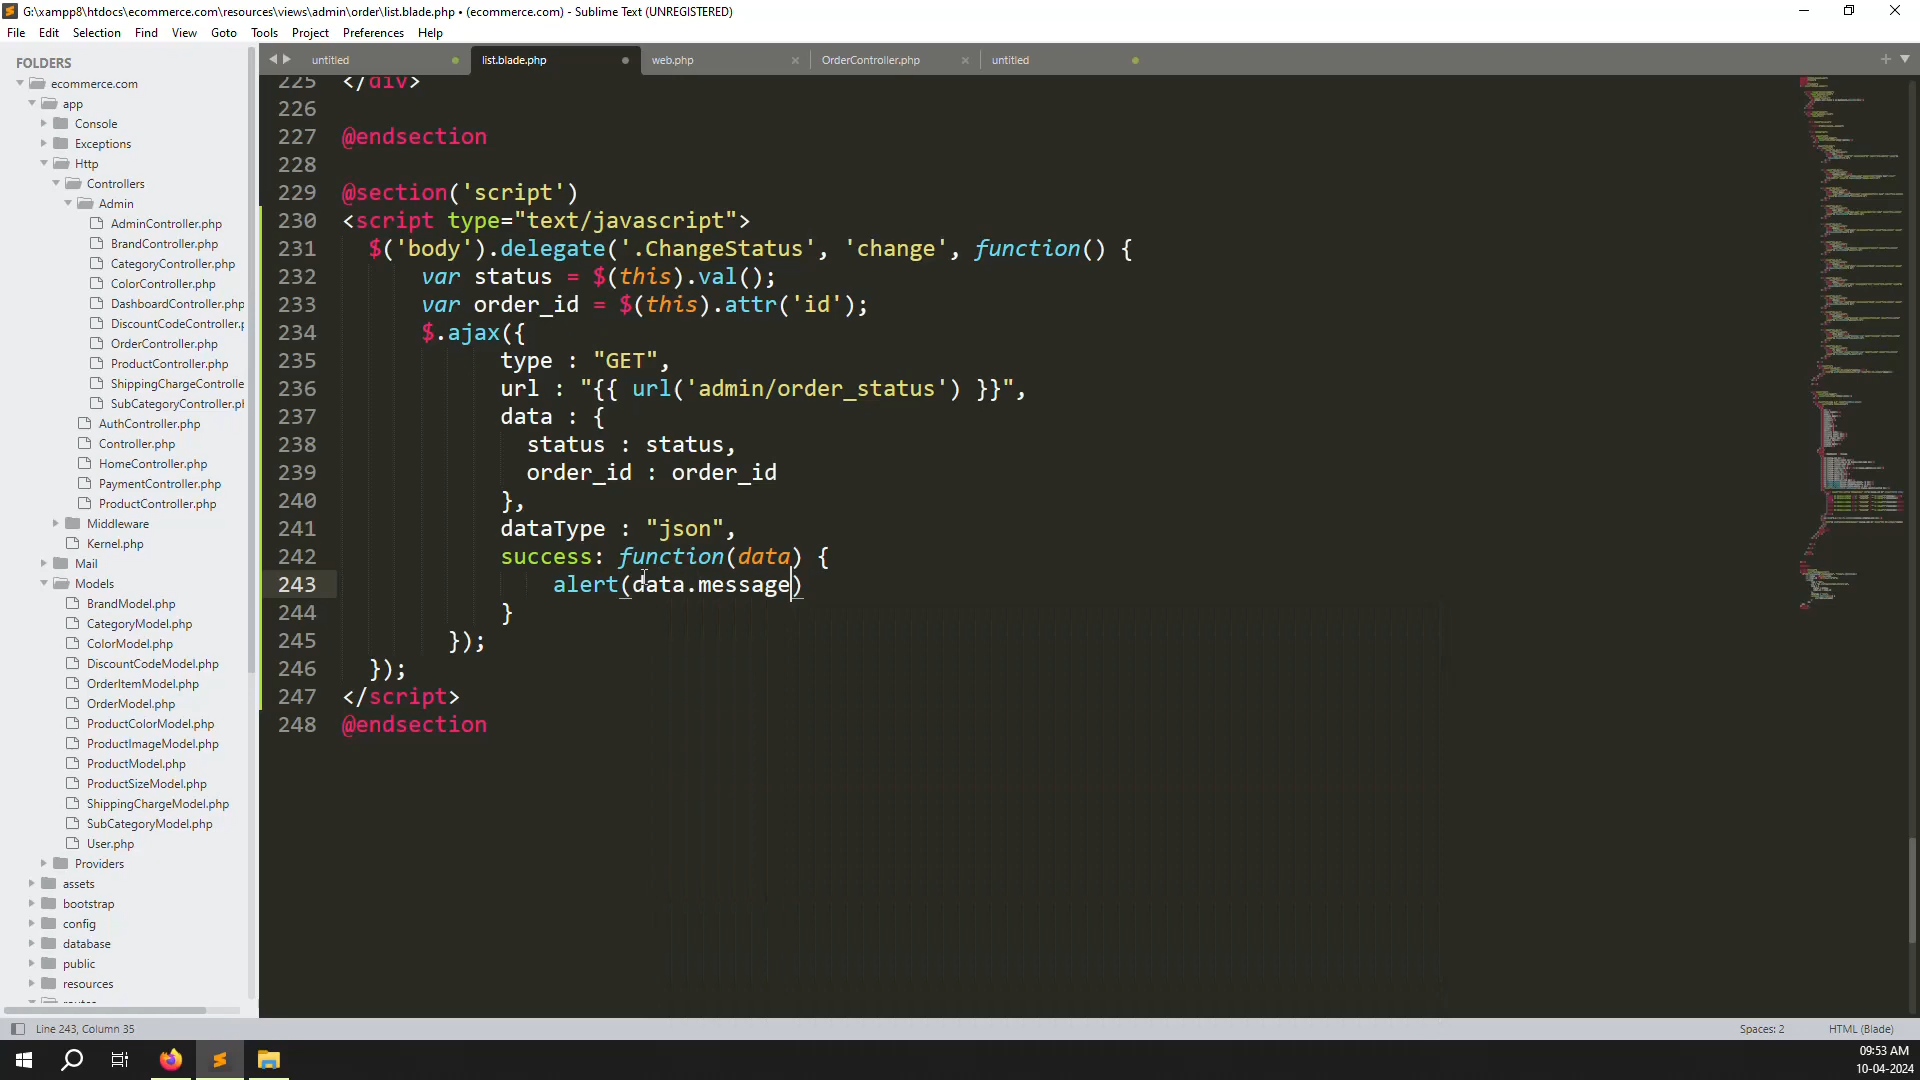 G:\xampp8\htdocs\ecommerce.com\resources\views\admin\order\list.blade.php • (ecommerce.com) - Sublime Text (UNREGISTERED)
File Edit Selection Find View Goto Tools Project Preferences Help
FOLDERS
ecommerce.com
app
Console
Exceptions
Http
Controllers
Admin
AdminController.php
BrandController.php
CategoryController.php
ColorController.php
DashboardController.php
DiscountCodeController.p
OrderController.php
ProductController.php
ShippingChargeControlle
SubCategoryController.ph
AuthController.php
Controller.php
HomeController.php
PaymentController.php
ProductController.php
Middleware
Kernel.php
Mail
Models
BrandModel.php
CategoryModel.php
ColorModel.php
DiscountCodeModel.php
OrderItemModel.php
OrderModel.php
ProductColorModel.php
ProductImageModel.php
ProductModel.php
ProductSizeModel.php
ShippingChargeModel.php
SubCategoryModel.php
User.php
Providers
assets
bootstrap
config
database
public
resources
untitled list.blade.php web.php OrderController.php untitled
225 </div>
226
227 @endsection
228
229 @section('script')
230 <script type="text/javascript">
231 $('body').delegate('.ChangeStatus', 'change', function() {
232 var status = $(this).val();
233 var order_id = $(this).attr('id');
234 $.ajax({
235 type : "GET",
236 url : "{{ url('admin/order_status') }}",
237 data : {
238 status : status,
239 order_id : order_id
240 },
241 dataType : "json",
242 success: function(data) {
243 alert(data.message)
244 }
245 });
246 });
247 </script>
248 @endsection
Line 243, Column 35
Spaces: 2
HTML (Blade)
09:53 AM
10-04-2024